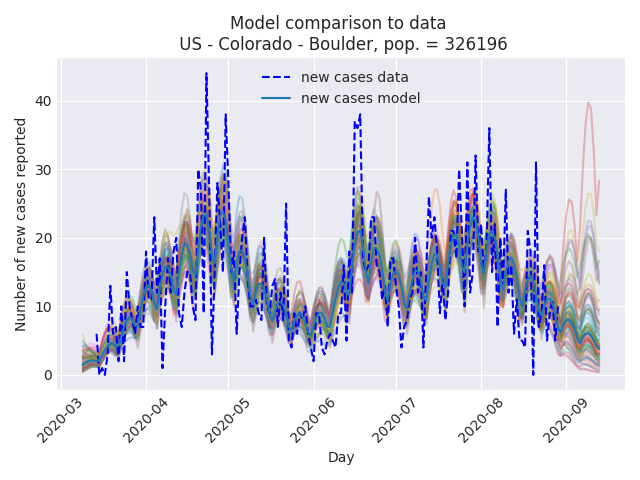 Model comparison to data
US - Colorado - Boulder, pop. = 326196
new cases data
new cases model
Number of new cases reported
40
30
20
10
0
2020-03
2020-04
2020-05
2020-06
2020-07
2020-08
2020-09
Day